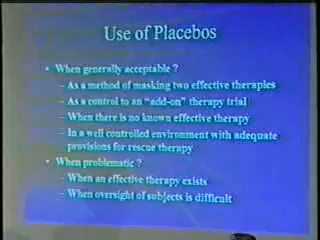 Use of Placebos
• When generally acceptable ?
– As a method of masking two effective therapies
– As a control to an "add-on" therapy trial
– When there is no known effective therapy
– In a well controlled environment with adequate
provisions for rescue therapy
• When problematic ?
– When an effective therapy exists
– When oversight of subjects is difficult